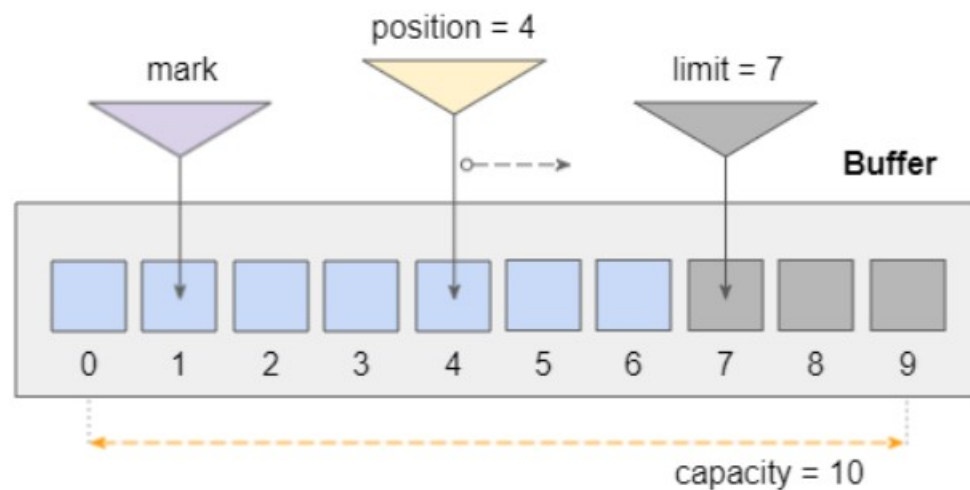 position = 4
mark
limit = 7
Buffer
0 1 2 3 4 5 6 7 8 9
capacity = 10